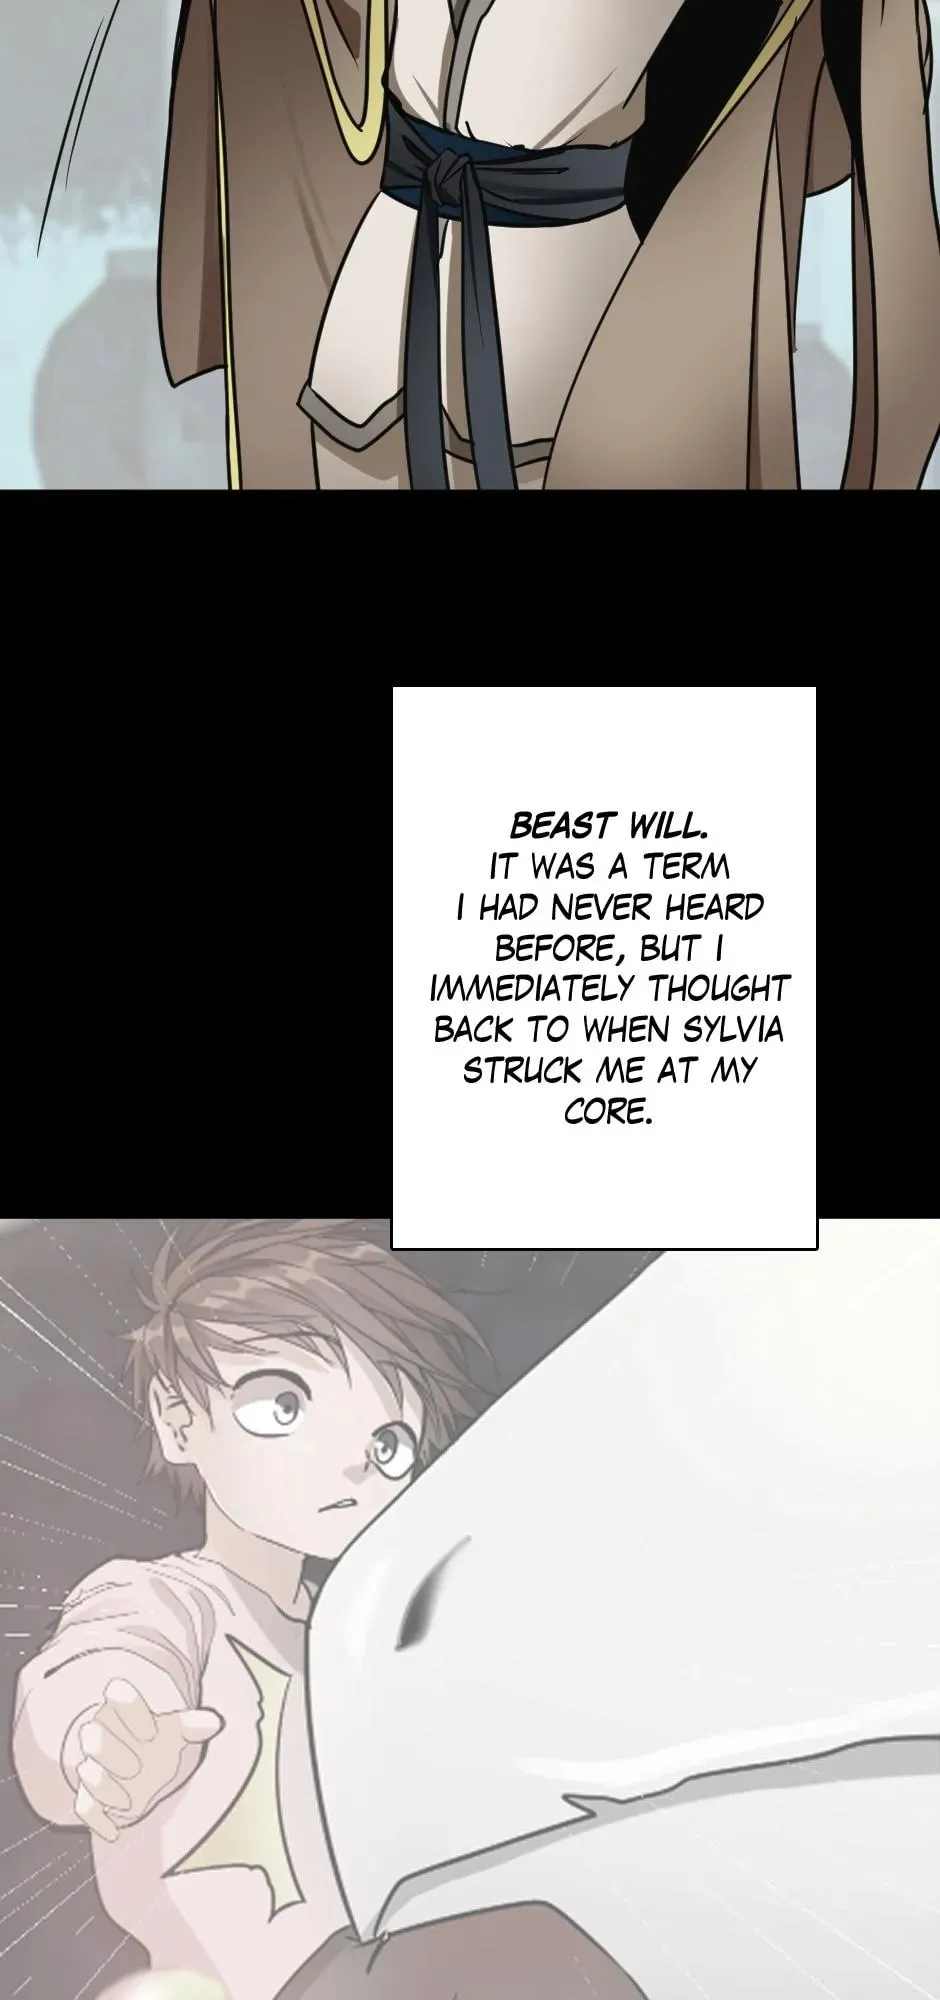 BEAST WILL.
IT WAS A TERM
I HAD NEVER HEARD
BEFORE, BUT I
IMMEDIATELY THOUGHT
BACK TO WHEN SYLVIA
STRUCK ME AT MY
CORE.